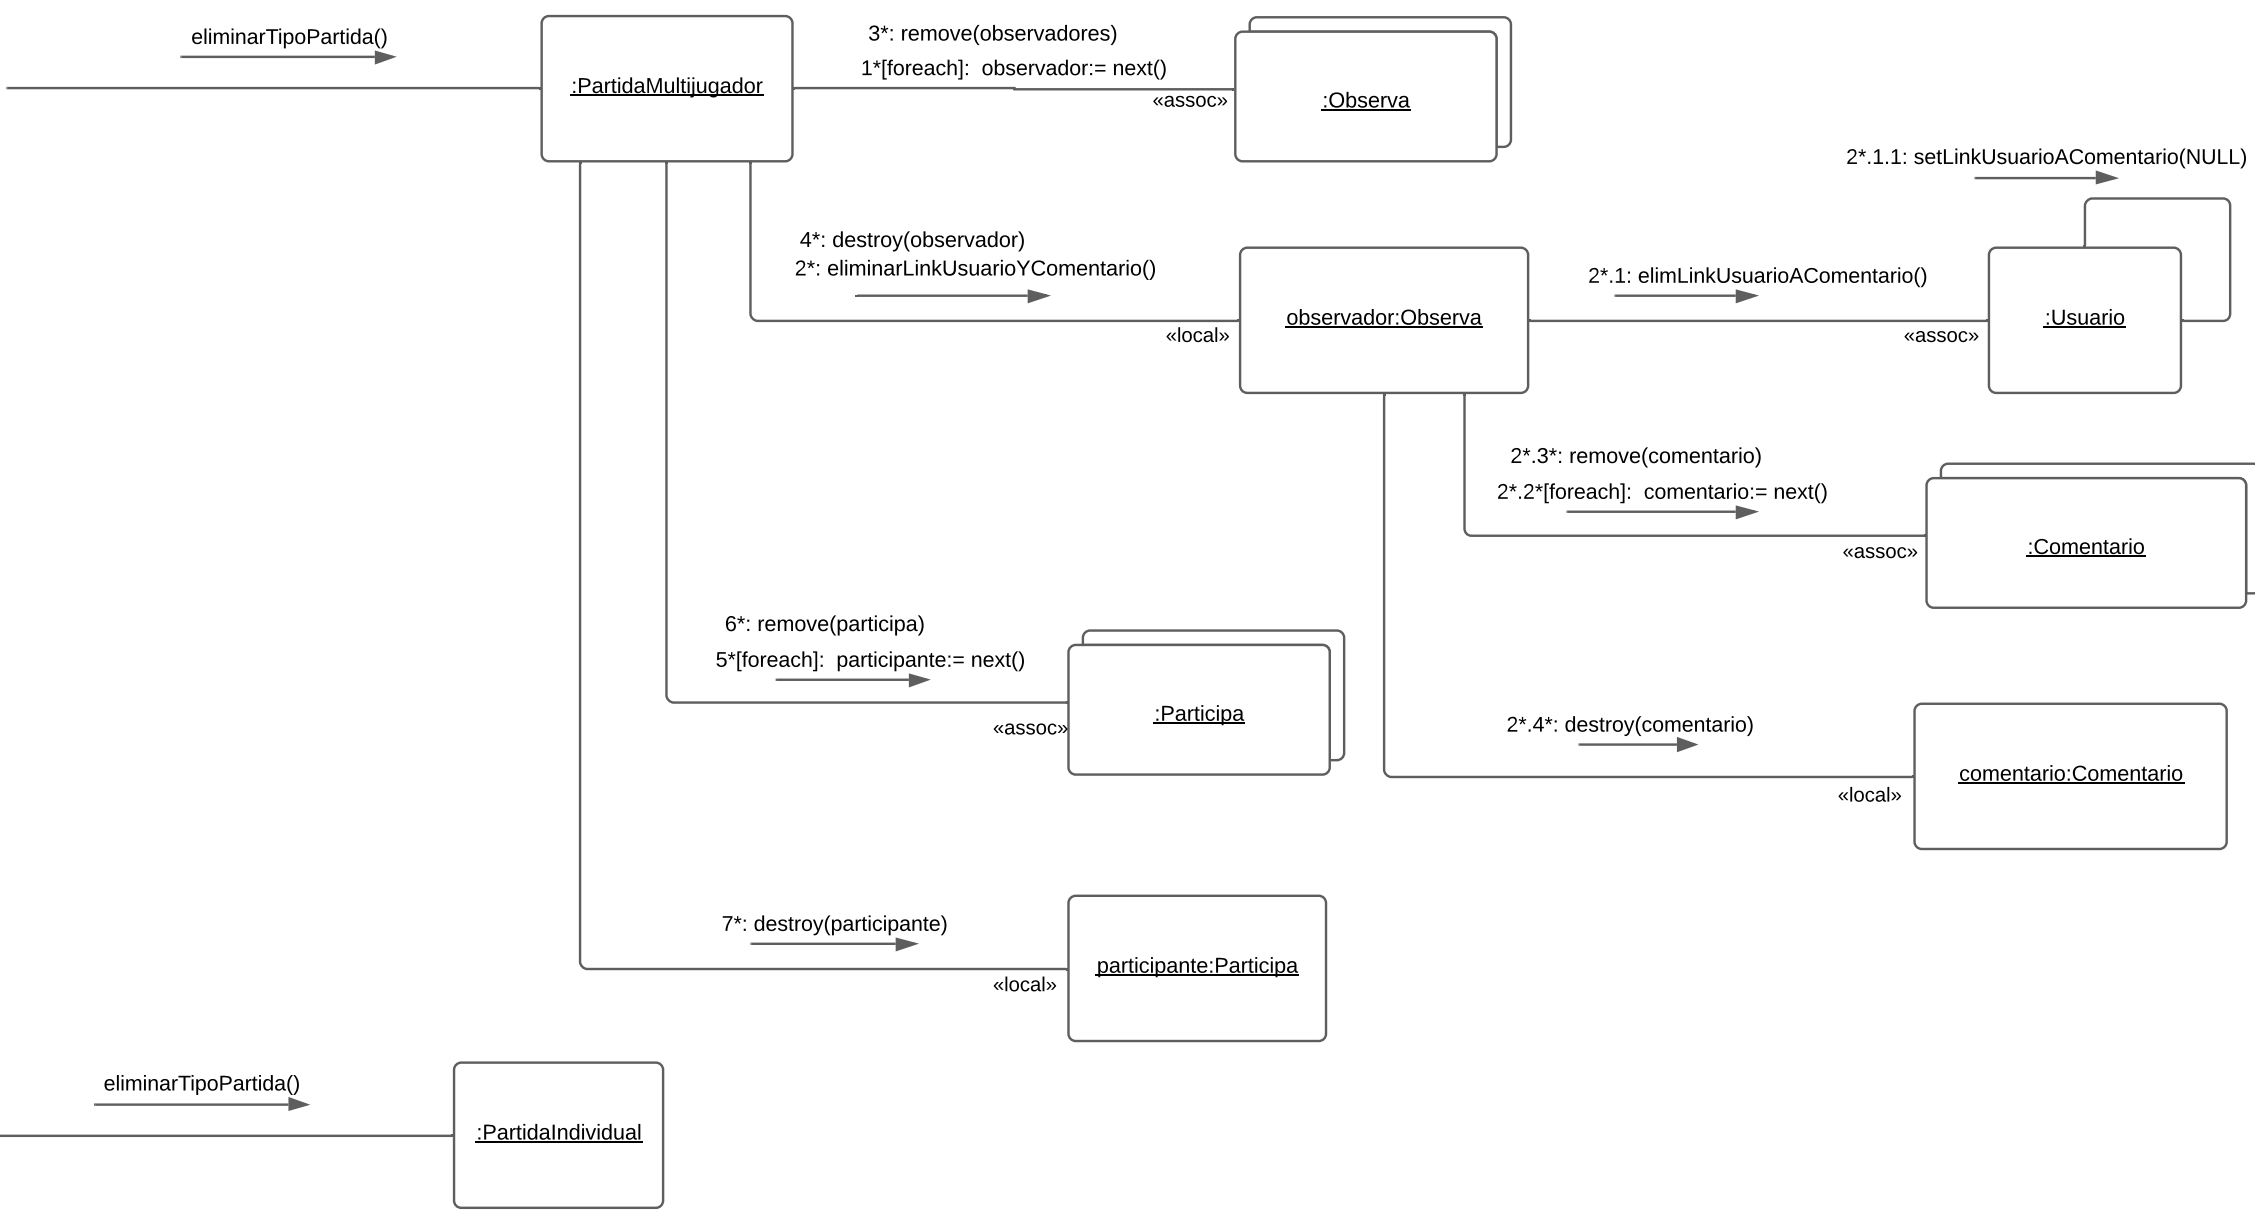 eliminarTipoPartida()
:PartidaMultijugador
3*: remove(observadores)
1*[foreach]:  observador:= next()
«assoc»
:Observa
2*.1.1: setLinkUsuarioAComentario(NULL)
4*: destroy(observador)
2*: eliminarLinkUsuarioYComentario()
«local»
observador:Observa
2*.1: elimLinkUsuarioAComentario()
«assoc»
:Usuario
2*.3*: remove(comentario)
2*.2*[foreach]:  comentario:= next()
«assoc»
:Comentario
6*: remove(participa)
5*[foreach]:  participante:= next()
«assoc»
:Participa
2*.4*: destroy(comentario)
«local»
comentario:Comentario
7*: destroy(participante)
«local»
participante:Participa
eliminarTipoPartida()
:PartidaIndividual